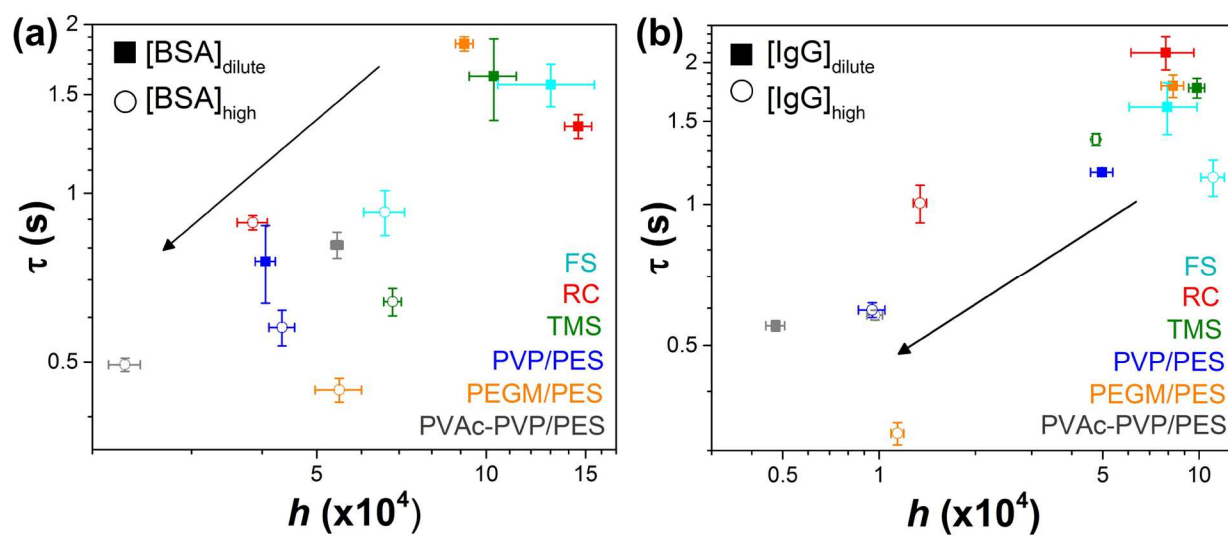 (a)
[BSA]dilute
[BSA]high
2
1.5
1
0.5
τ (s)
FS
RC
TMS
PVP/PES
PEGM/PES
PVAc-PVP/PES
5
10
15
h (x10⁴)
(b)
[IgG]dilute
[IgG]high
2
1.5
1
0.5
τ (s)
FS
RC
TMS
PVP/PES
PEGM/PES
PVAc-PVP/PES
0.5
1
5
10
h (x10⁴)